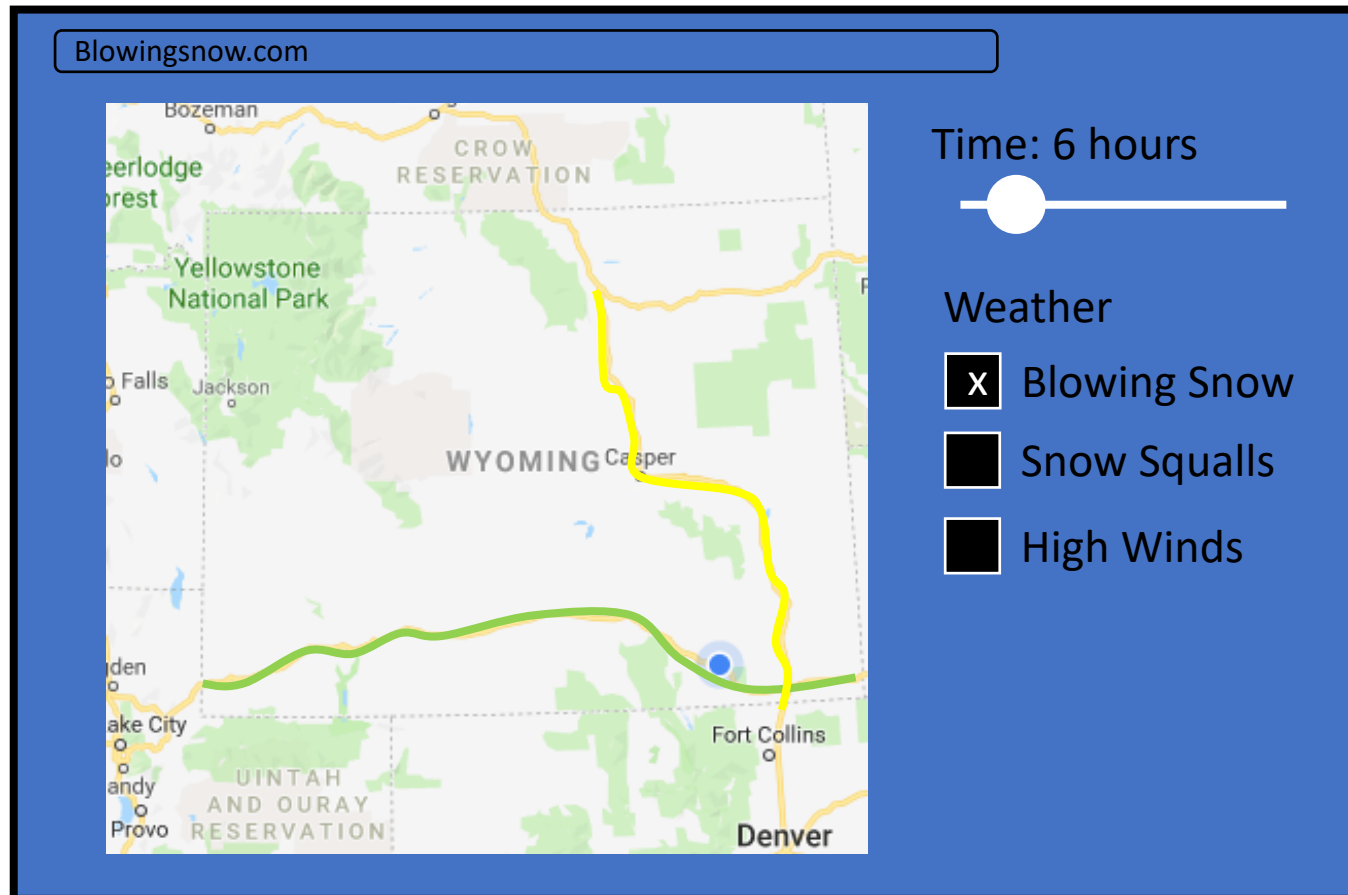 Blowingsnow.com
Bozeman
CROW
RESERVATION
eerlodge
orest
Yellowstone
National Park
Falls
Jackson
WYOMING
Casper
lo
den
ake City
andy
Provo
UINTAH
AND OURAY
RESERVATION
Fort Collins
Denver
Time: 6 hours
Weather
x Blowing Snow
Snow Squalls
High Winds